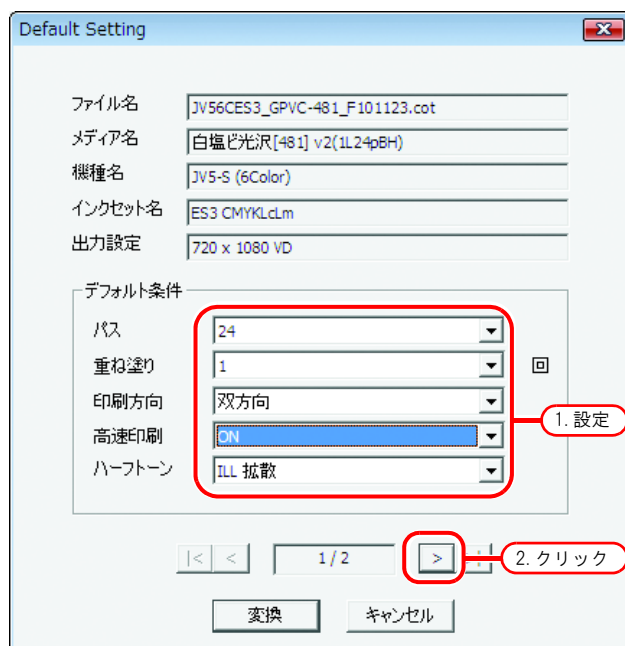 Default Setting
ファイル名 JV56CES3_GPVC-481_F101123.cot
メディア名 白塩ビ光沢[481] v2(1L24pBH)
機種名 JV5-S (6Color)
インクセット名 ES3 CMYKLcLm
出力設定 720 x 1080 VD
デフォルト条件
パス 24
重ね塗り 1 回
印刷方向 双方向
1. 設定
高速印刷 ON
ハーフトーン ILL 拡散
|< < 1 / 2 > 2. クリック
変換 キャンセル